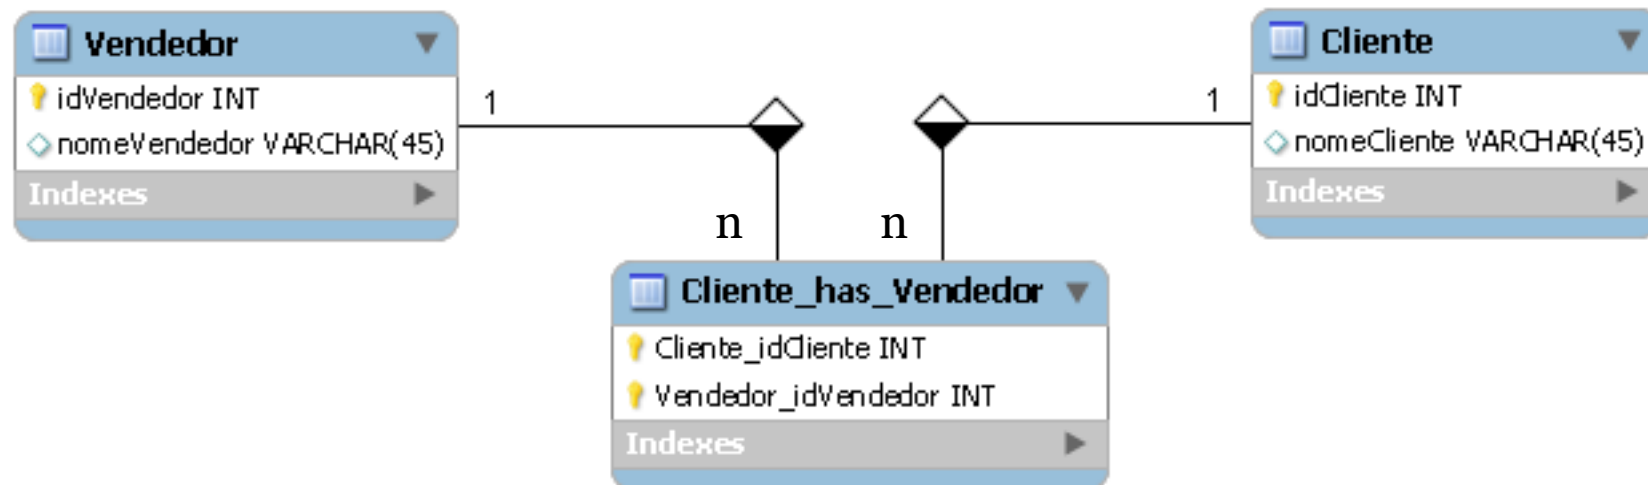 Vendedor
idVendedor INT
nomeVendedor VARCHAR(45)
Indexes
1
n
n
1
Cliente
idCliente INT
nomeCliente VARCHAR(45)
Indexes
Cliente_has_Vendedor
Cliente_idCliente INT
Vendedor_idVendedor INT
Indexes